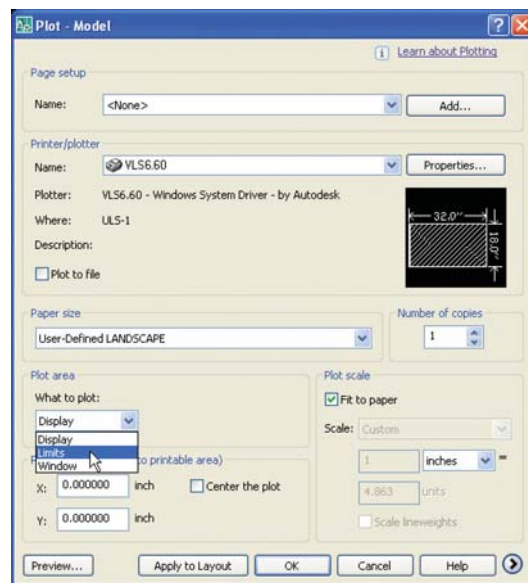 Plot - Model
Learn about Plotting
Page setup
Name: <None> Add...
Printer/plotter
Name: VLS6.60 Properties...
Plotter: VLS6.60 - Windows System Driver - by Autodesk
Where: ULS-1
Description:
Plot to file
32.0''
18.0''
Paper size
User-Defined LANDSCAPE
Number of copies
1
Plot area
What to plot:
Display
Display
Limits
Window
to printable area)
X: 0.000000 inch Center the plot
Y: 0.000000 inch
Plot scale
Fit to paper
Scale: Custom
1 inches =
4.863 units
Scale lineweights
Preview... Apply to Layout OK Cancel Help